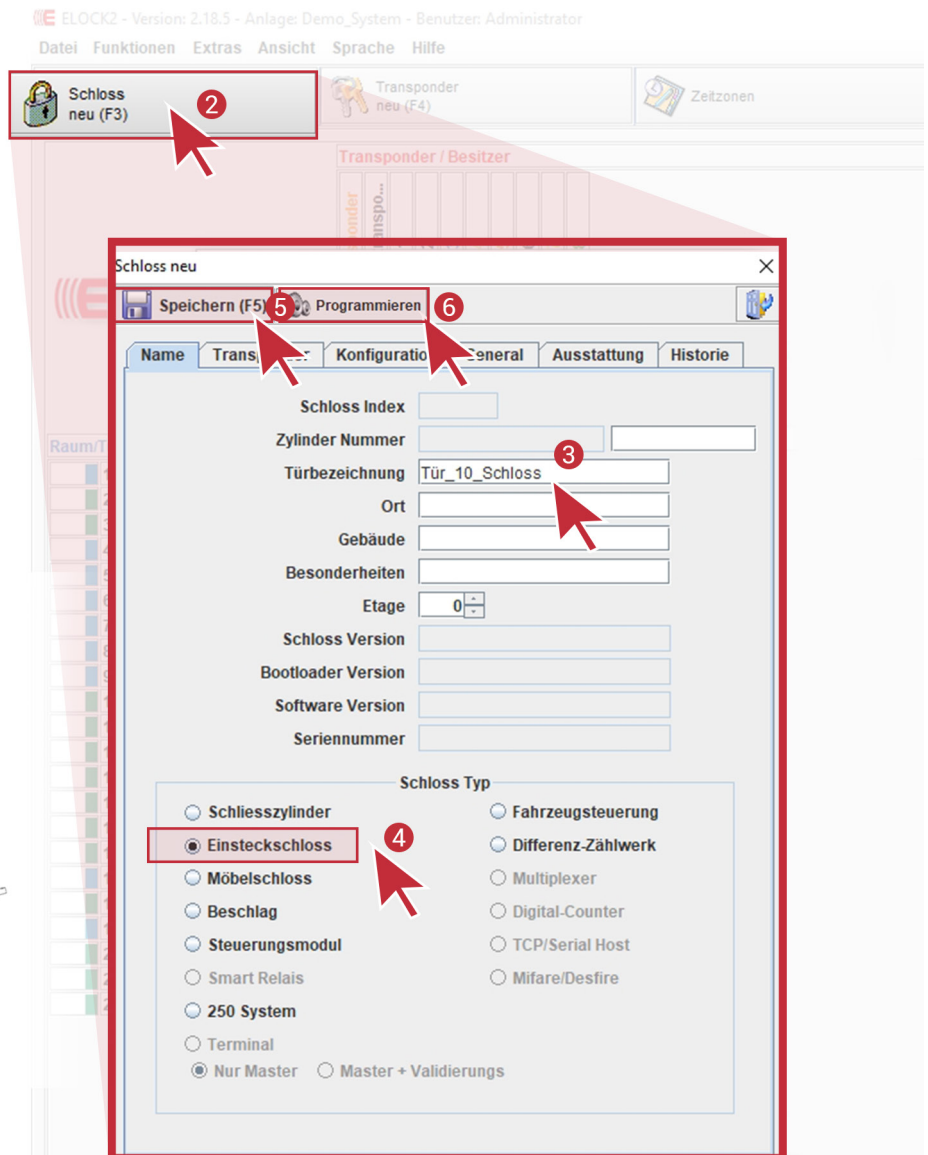 ELOCK2 - Version: 2.18.5 - Anlage: Demo_System - Benutzer: Administrator
Datei Funktionen Extras Ansicht Sprache Hilfe
Schloss
neu (F3)
2
Transponder
neu (F4)
Zeitzonen
Transponder / Besitzer
Schloss neu
Speichern (F5)
5
Programmieren
6
Name
Konfiguration
General
Ausstattung
Historie
Schloss Index
Zylinder Nummer
3
Türbezeichnung Tür_10_Schloss
Ort
Gebäude
Besonderheiten
Etage 0
Schloss Version
Bootloader Version
Software Version
Seriennummer
Schloss Typ
Schliesszylinder Fahrzeugsteuerung
Einsteckschloss 4 Differenz-Zählwerk
Möbelschloss Multiplexer
Beschlag Digital-Counter
Steuerungsmodul TCP/Serial Host
Smart Relais Mifare/Desfire
250 System
Terminal
Nur Master Master + Validierungs